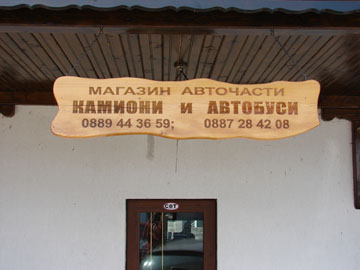 МАГАЗИН АВТОЧАСТИ
КАМИОНИ и АВТОБУСИ
0889 44 36 59; 0887 28 42 08